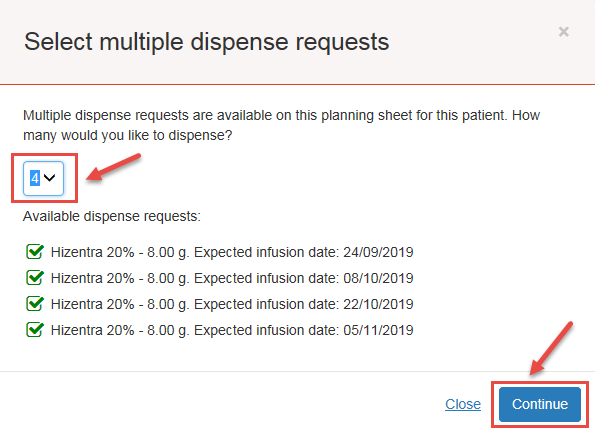 Select multiple dispense requests
×
Multiple dispense requests are available on this planning sheet for this patient. How
many would you like to dispense?
4
Available dispense requests:
Hizentra 20% - 8.00 g. Expected infusion date: 24/09/2019
Hizentra 20% - 8.00 g. Expected infusion date: 08/10/2019
Hizentra 20% - 8.00 g. Expected infusion date: 22/10/2019
Hizentra 20% - 8.00 g. Expected infusion date: 05/11/2019
Close Continue